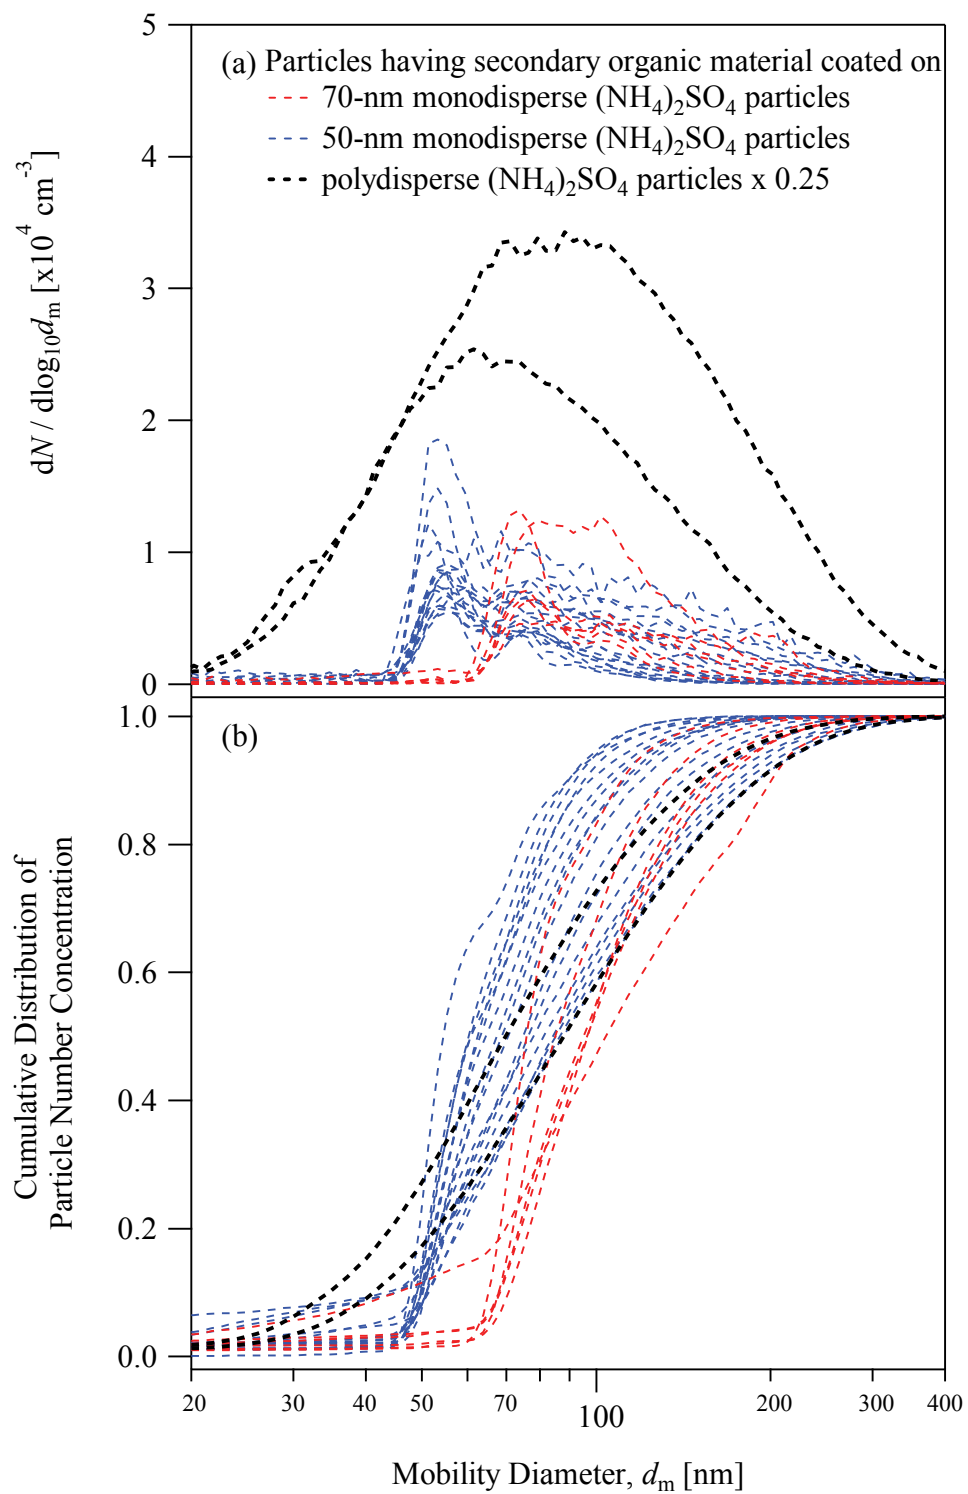 (a) Particles having secondary organic material coated on
70-nm monodisperse (NH₄)₂SO₄ particles
50-nm monodisperse (NH₄)₂SO₄ particles
polydisperse (NH₄)₂SO₄ particles x 0.25
dN / dlog₁₀dₘ [x10⁴ cm⁻³]
5
4
3
2
1
0
(b)
Cumulative Distribution of
Particle Number Concentration
1.0
0.8
0.6
0.4
0.2
0.0
20 30 40 50 70 100 200 300 400
Mobility Diameter, dₘ [nm]